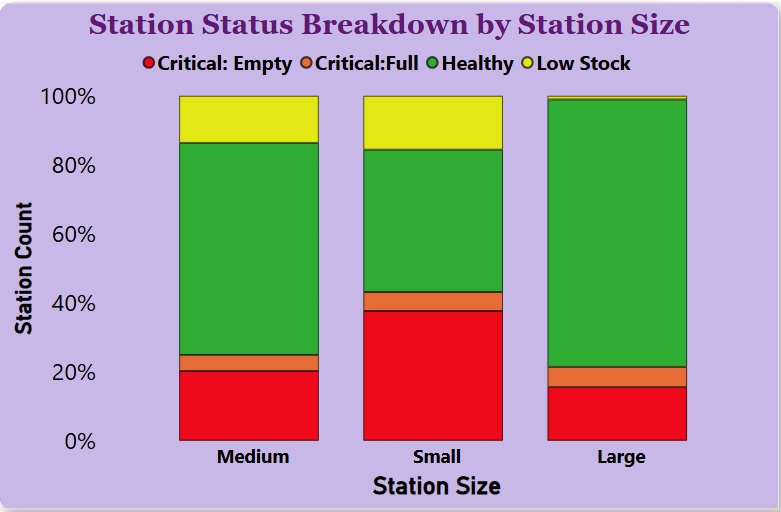 Station Status Breakdown by Station Size
Critical: Empty Critical:Full Healthy Low Stock
100%
80%
60%
40%
20%
0%
Station Count
Medium Small Large
Station Size